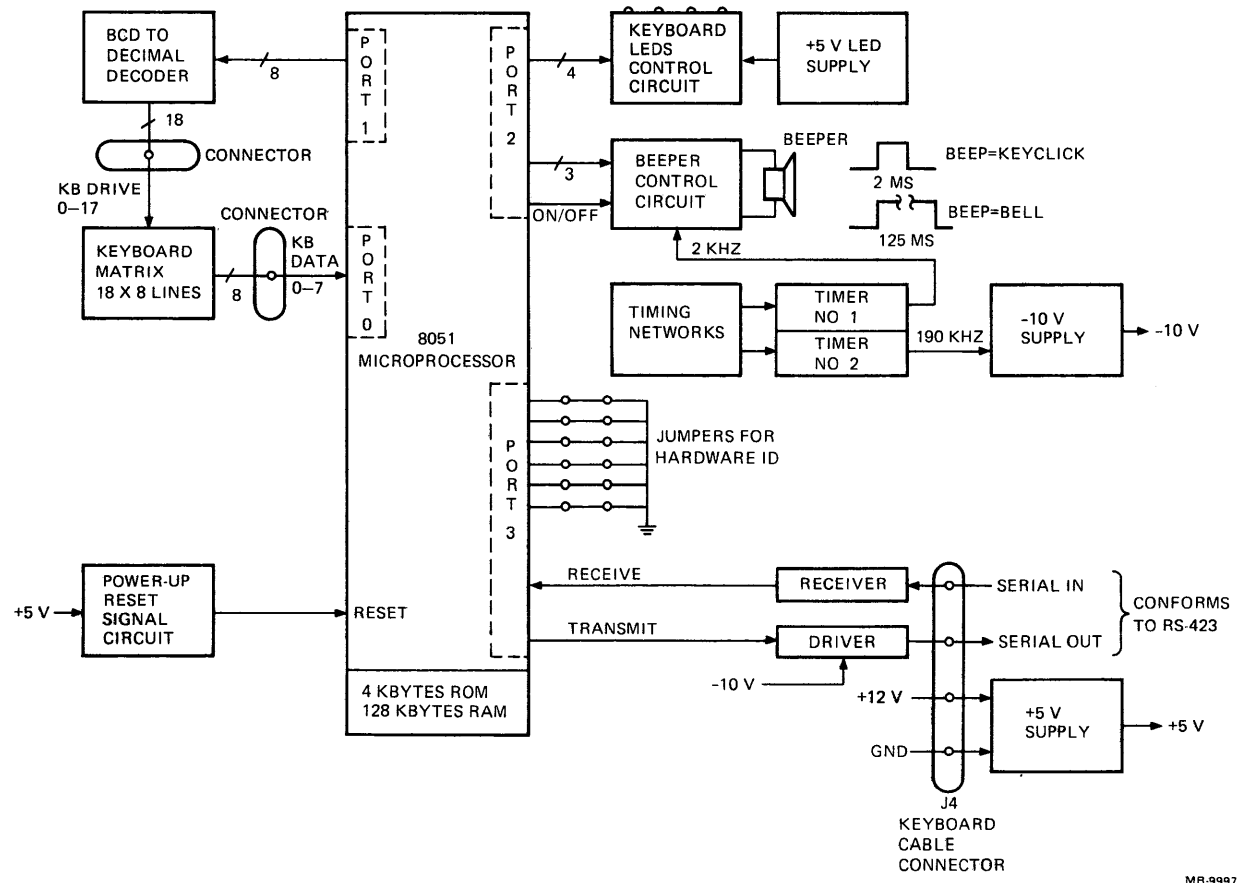 BCD TO
DECIMAL
DECODER
8
PORT 1
18
CONNECTOR
KB DRIVE
0–17
CONNECTOR
KEYBOARD
MATRIX
18 X 8 LINES
8
KB
DATA
0–7
PORT 0
8051
MICROPROCESSOR
PORT 2
4
KEYBOARD
LEDS
CONTROL
CIRCUIT
+5 V LED
SUPPLY
3
ON/OFF
BEEPER
CONTROL
CIRCUIT
BEEPER
BEEP=KEYCLICK
2 MS
BEEP=BELL
125 MS
2 KHZ
TIMING
NETWORKS
TIMER
NO 1
TIMER
NO 2
190 KHZ
-10 V
SUPPLY
-10 V
PORT 3
JUMPERS FOR
HARDWARE ID
+5 V
POWER-UP
RESET
SIGNAL
CIRCUIT
RESET
RECEIVE
RECEIVER
SERIAL IN
TRANSMIT
DRIVER
SERIAL OUT
CONFORMS
TO RS-423
-10 V
4 KBYTES ROM
128 KBYTES RAM
+12 V
GND
+5 V
SUPPLY
+5 V
J4
KEYBOARD
CABLE
CONNECTOR
MR-9997